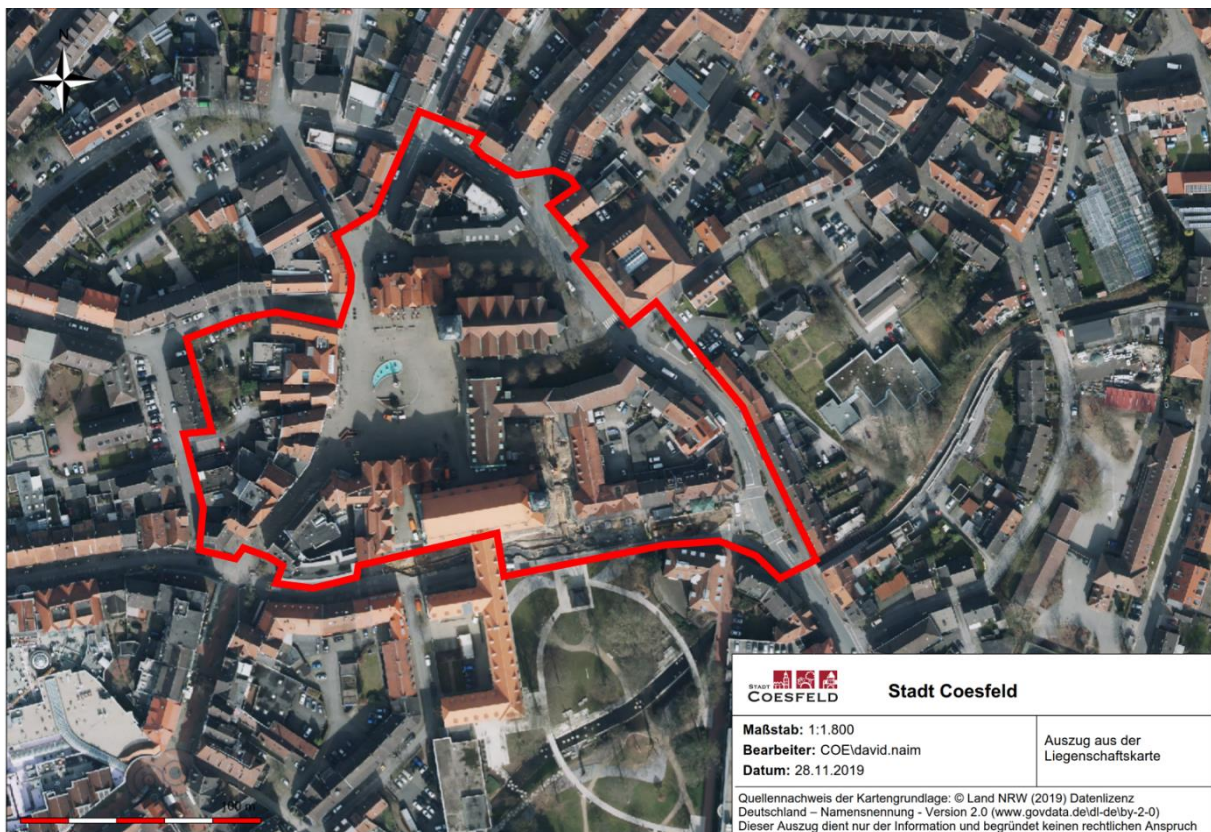 N
100 m
STADT
COESFELD
Stadt Coesfeld
Maßstab: 1:1.800
Bearbeiter: COE\david.naim
Datum: 28.11.2019
Auszug aus der
Liegenschaftskarte
Quellennachweis der Kartengrundlage: © Land NRW (2019) Datenlizenz
Deutschland – Namensnennung - Version 2.0 (www.govdata.de\dl-de\by-2-0)
Dieser Auszug dient nur der Information und begründet keinen rechtlichen Anspruch